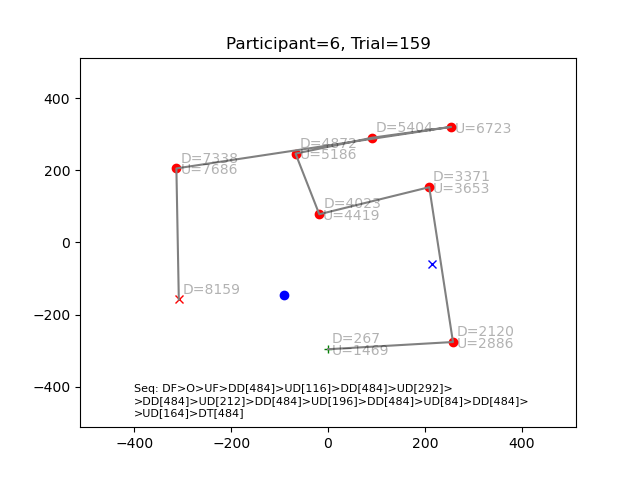 Participant=6, Trial=159
400
200
0
−200
−400
−400
−200
0
200
400
D=5404
U=6723
D=4872
U=5186
D=7338
U=7686
D=3371
U=3653
D=4023
U=4419
D=8159
D=267
U=1469
D=2120
U=2886
Seq: DF>O>UF>DD[484]>UD[116]>DD[484]>UD[292]>
>DD[484]>UD[212]>DD[484]>UD[196]>DD[484]>UD[84]>DD[484]>
>UD[164]>DT[484]